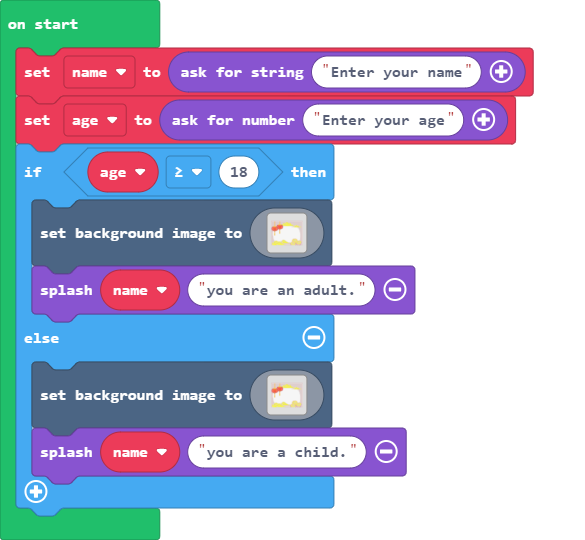 on start
set name to ask for string "Enter your name"
set age to ask for number "Enter your age"
if age ≥ 18 then
set background image to
splash name "you are an adult."
else
set background image to
splash name "you are a child."